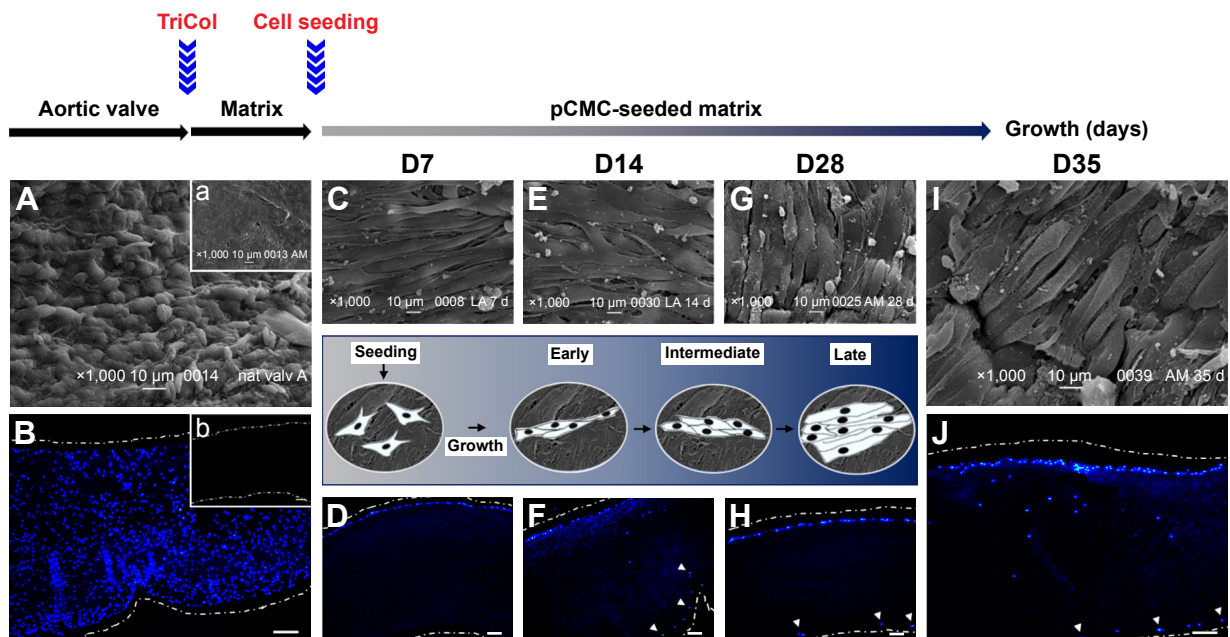 TriCol
Cell seeding
Aortic valve
Matrix
pCMC-seeded matrix
Growth (days)
D7
D14
D28
D35
A
a
×1,000 10 μm 0013 AM
×1,000 10 μm 0014 nat valv A
C
×1,000 10 μm 0008 LA 7 d
E
×1,000 10 μm 0030 LA 14 d
G
×1,000 10 μm 0025 AM 28 d
I
×1,000 10 μm 0039 AM 35 d
Seeding
Early
Intermediate
Late
Growth
B
b
D
F
H
J